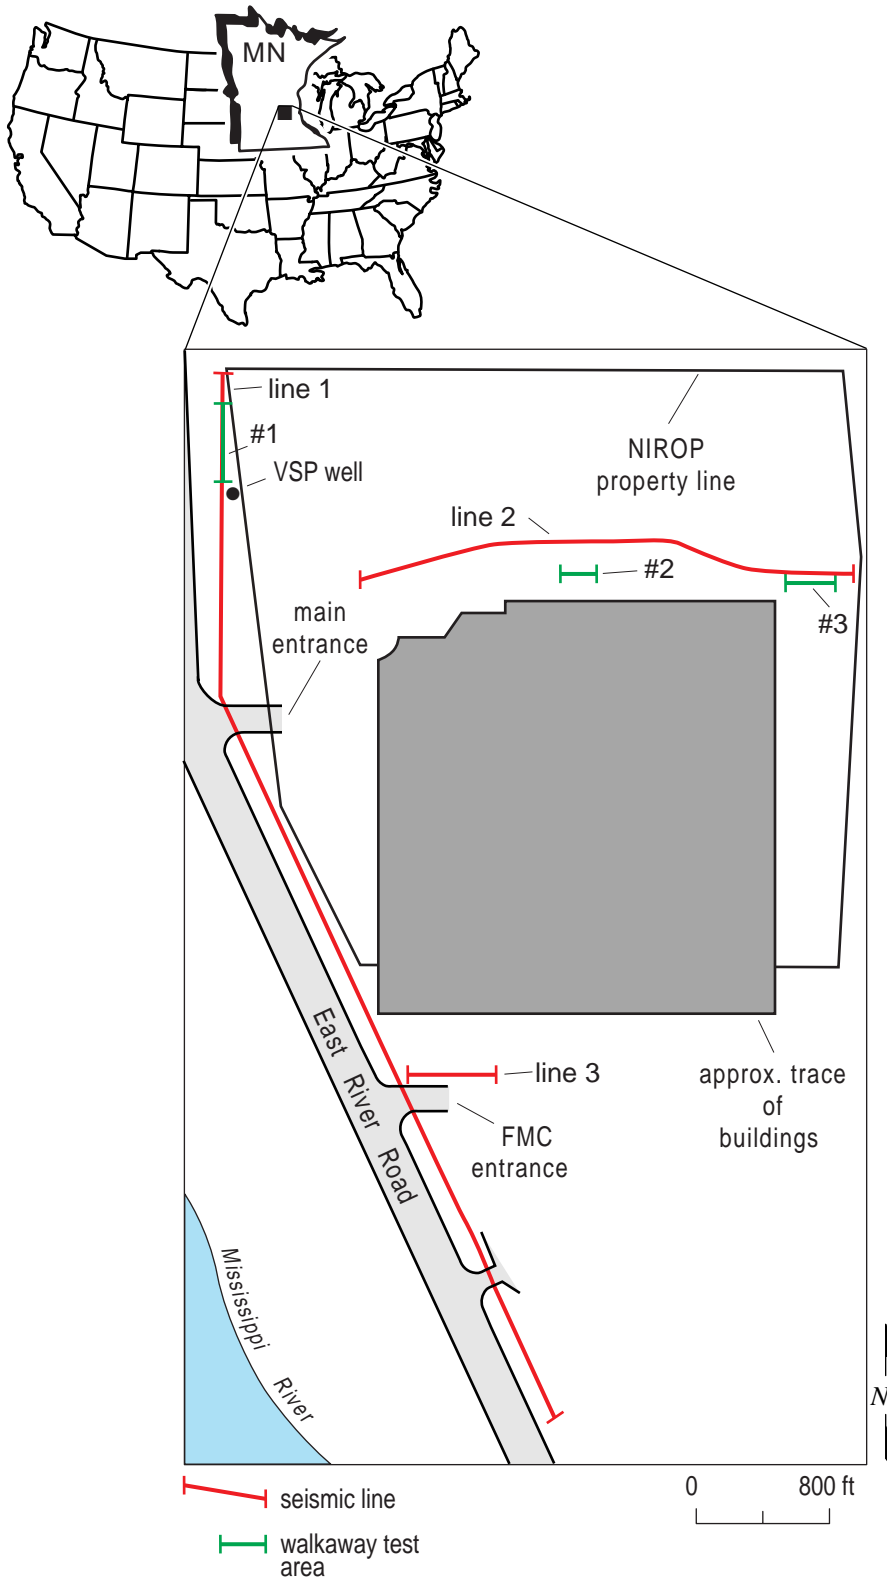 MN
line 1
#1
VSP well
NIROP
property line
line 2
#2
#3
main
entrance
East River Road
line 3
FMC
entrance
approx. trace
of
buildings
Mississippi River
N
0 800 ft
seismic line
walkaway test
area